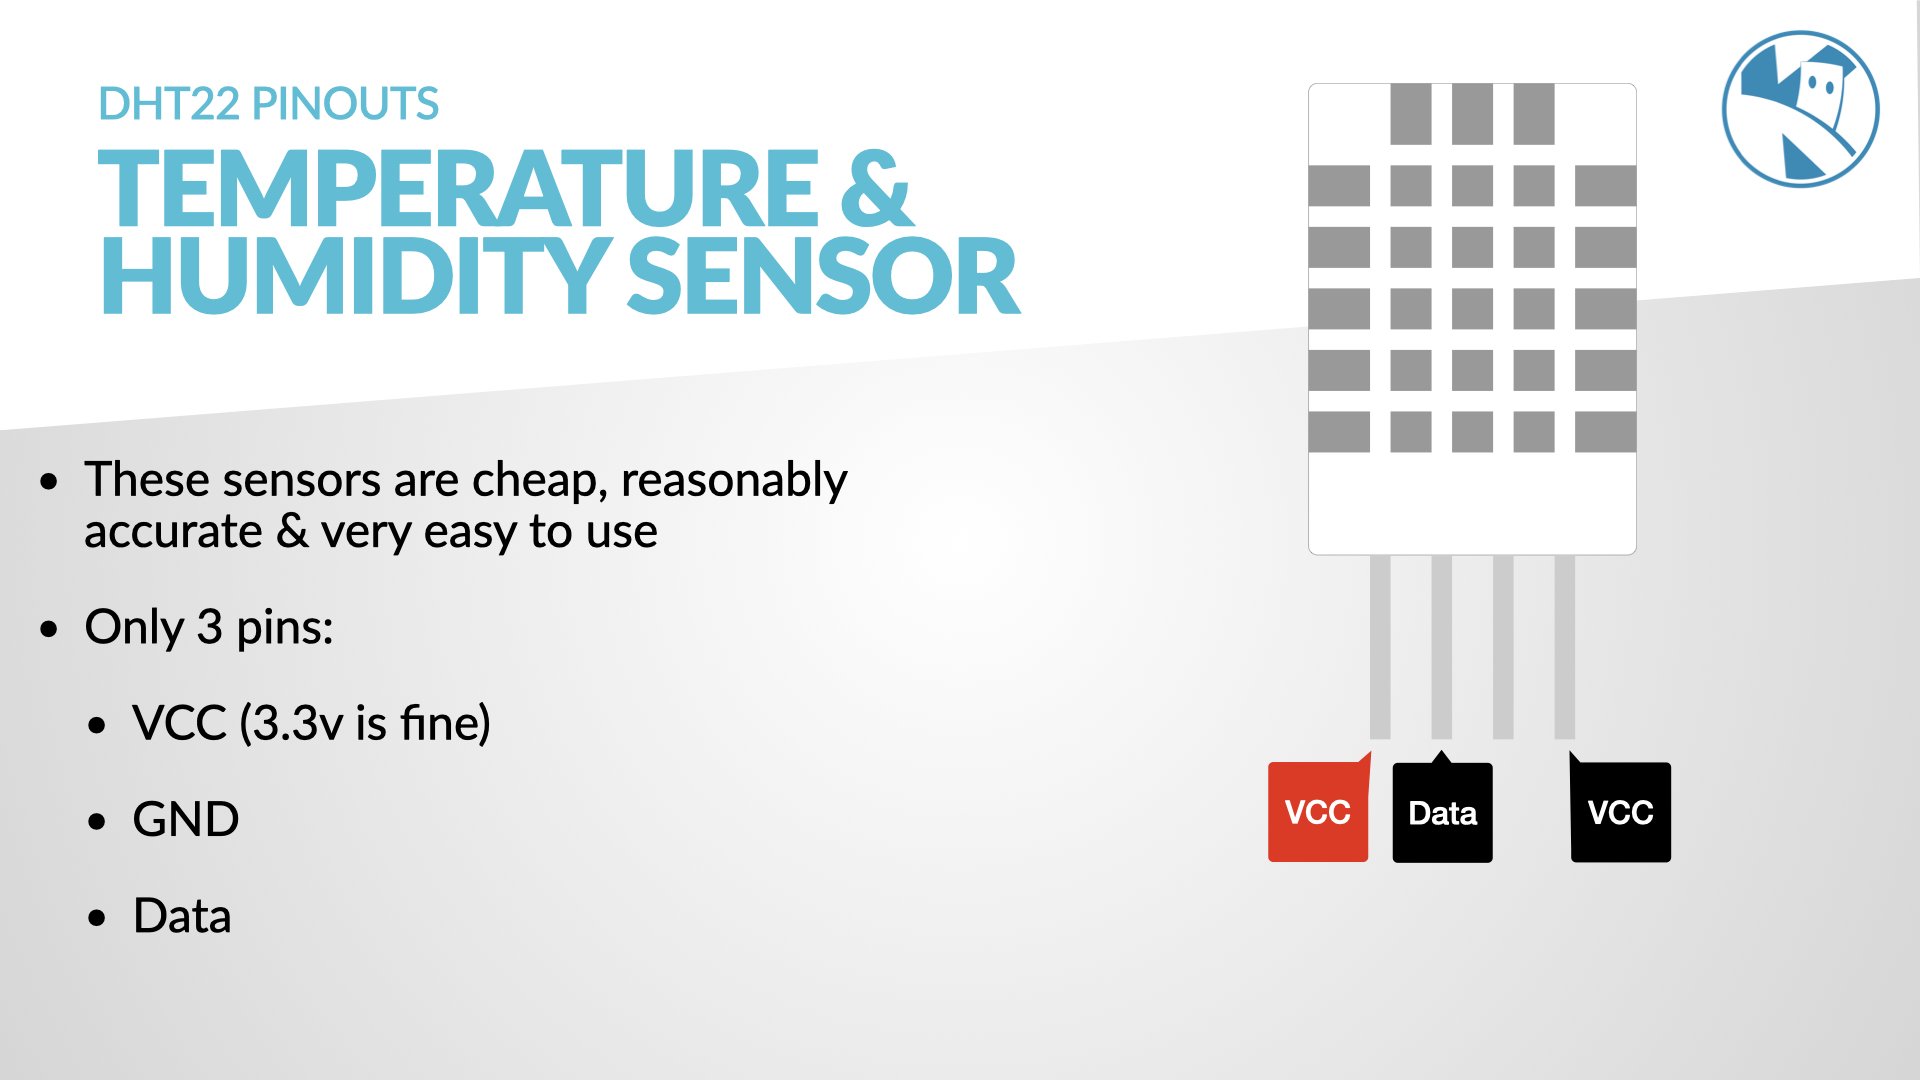 DHT22 PINOUTS
TEMPERATURE &
HUMIDITY SENSOR
• These sensors are cheap, reasonably
accurate & very easy to use
• Only 3 pins:
• VCC (3.3v is fine)
• GND
• Data
VCC
Data
VCC